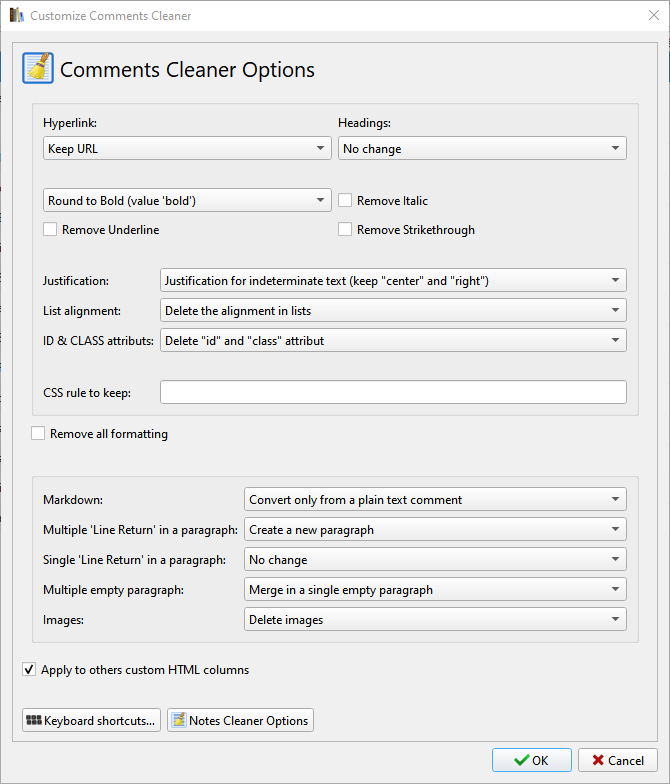 Customize Comments Cleaner
Comments Cleaner Options
Hyperlink: Headings:
Keep URL No change
Round to Bold (value 'bold') Remove Italic
Remove Underline Remove Strikethrough
Justification: Justification for indeterminate text (keep "center" and "right")
List alignment: Delete the alignment in lists
ID & CLASS attributs: Delete "id" and "class" attribut
CSS rule to keep:
Remove all formatting
Markdown: Convert only from a plain text comment
Multiple 'Line Return' in a paragraph: Create a new paragraph
Single 'Line Return' in a paragraph: No change
Multiple empty paragraph: Merge in a single empty paragraph
Images: Delete images
Apply to others custom HTML columns
Keyboard shortcuts... Notes Cleaner Options
OK Cancel